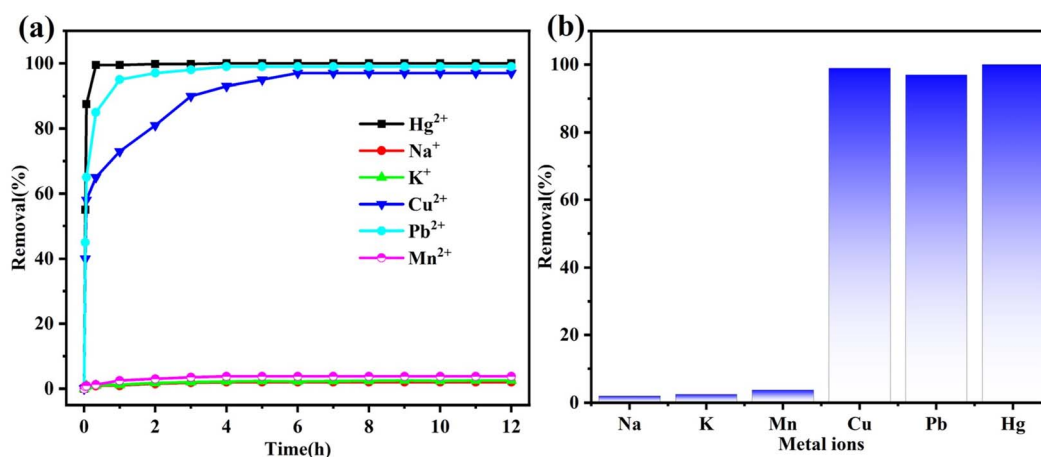 (a)
Removal(%)
100
80
60
40
20
0
Hg²⁺
Na⁺
K⁺
Cu²⁺
Pb²⁺
Mn²⁺
0 2 4 6 8 10 12
Time(h)
(b)
Removal(%)
100
80
60
40
20
0
Na K Mn Cu Pb Hg
Metal ions